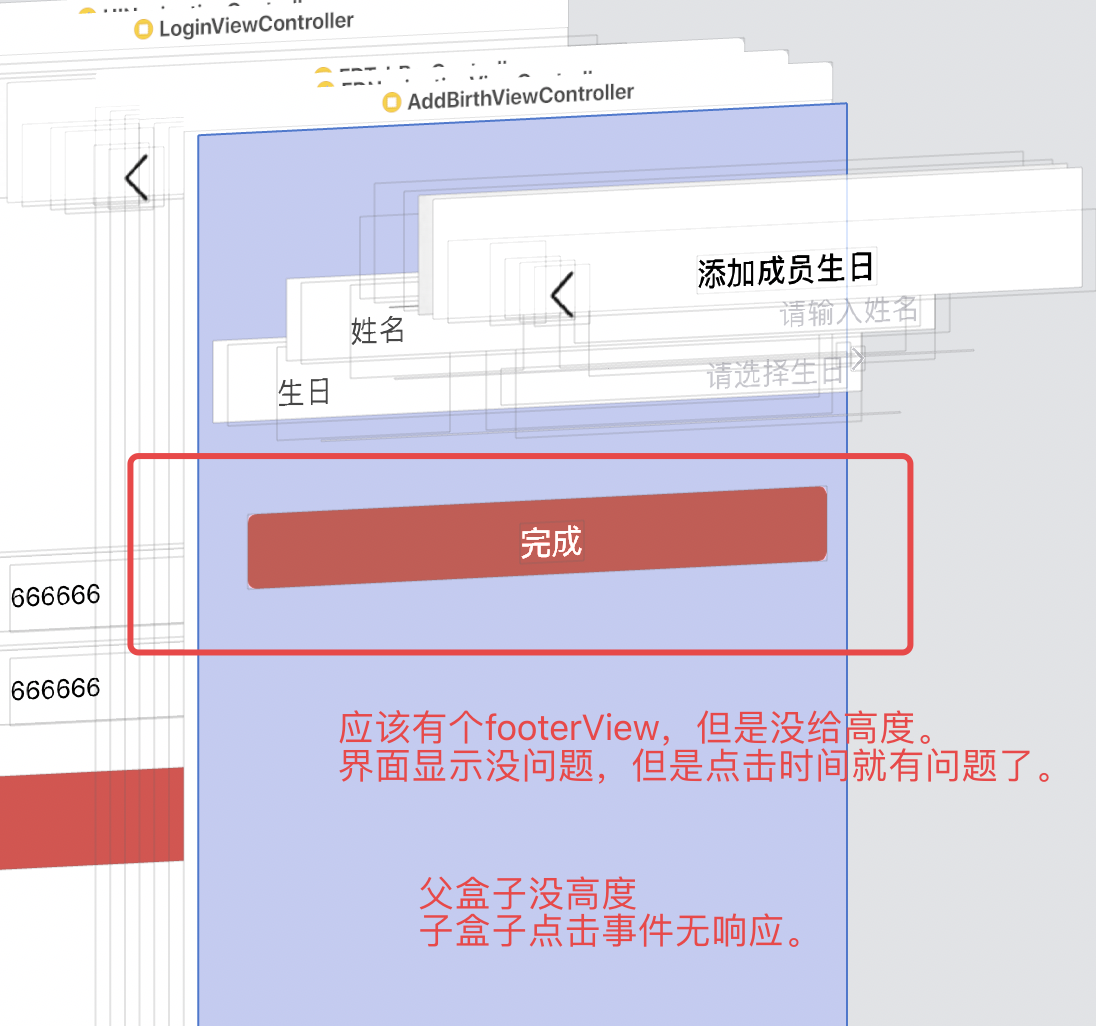 LoginViewController
AddBirthViewController
添加成员生日
姓名
请输入姓名
生日
请选择生日
完成
666666
666666
应该有个footerView，但是没给高度。
界面显示没问题，但是点击时间就有问题了。
父盒子没高度
子盒子点击事件无响应。